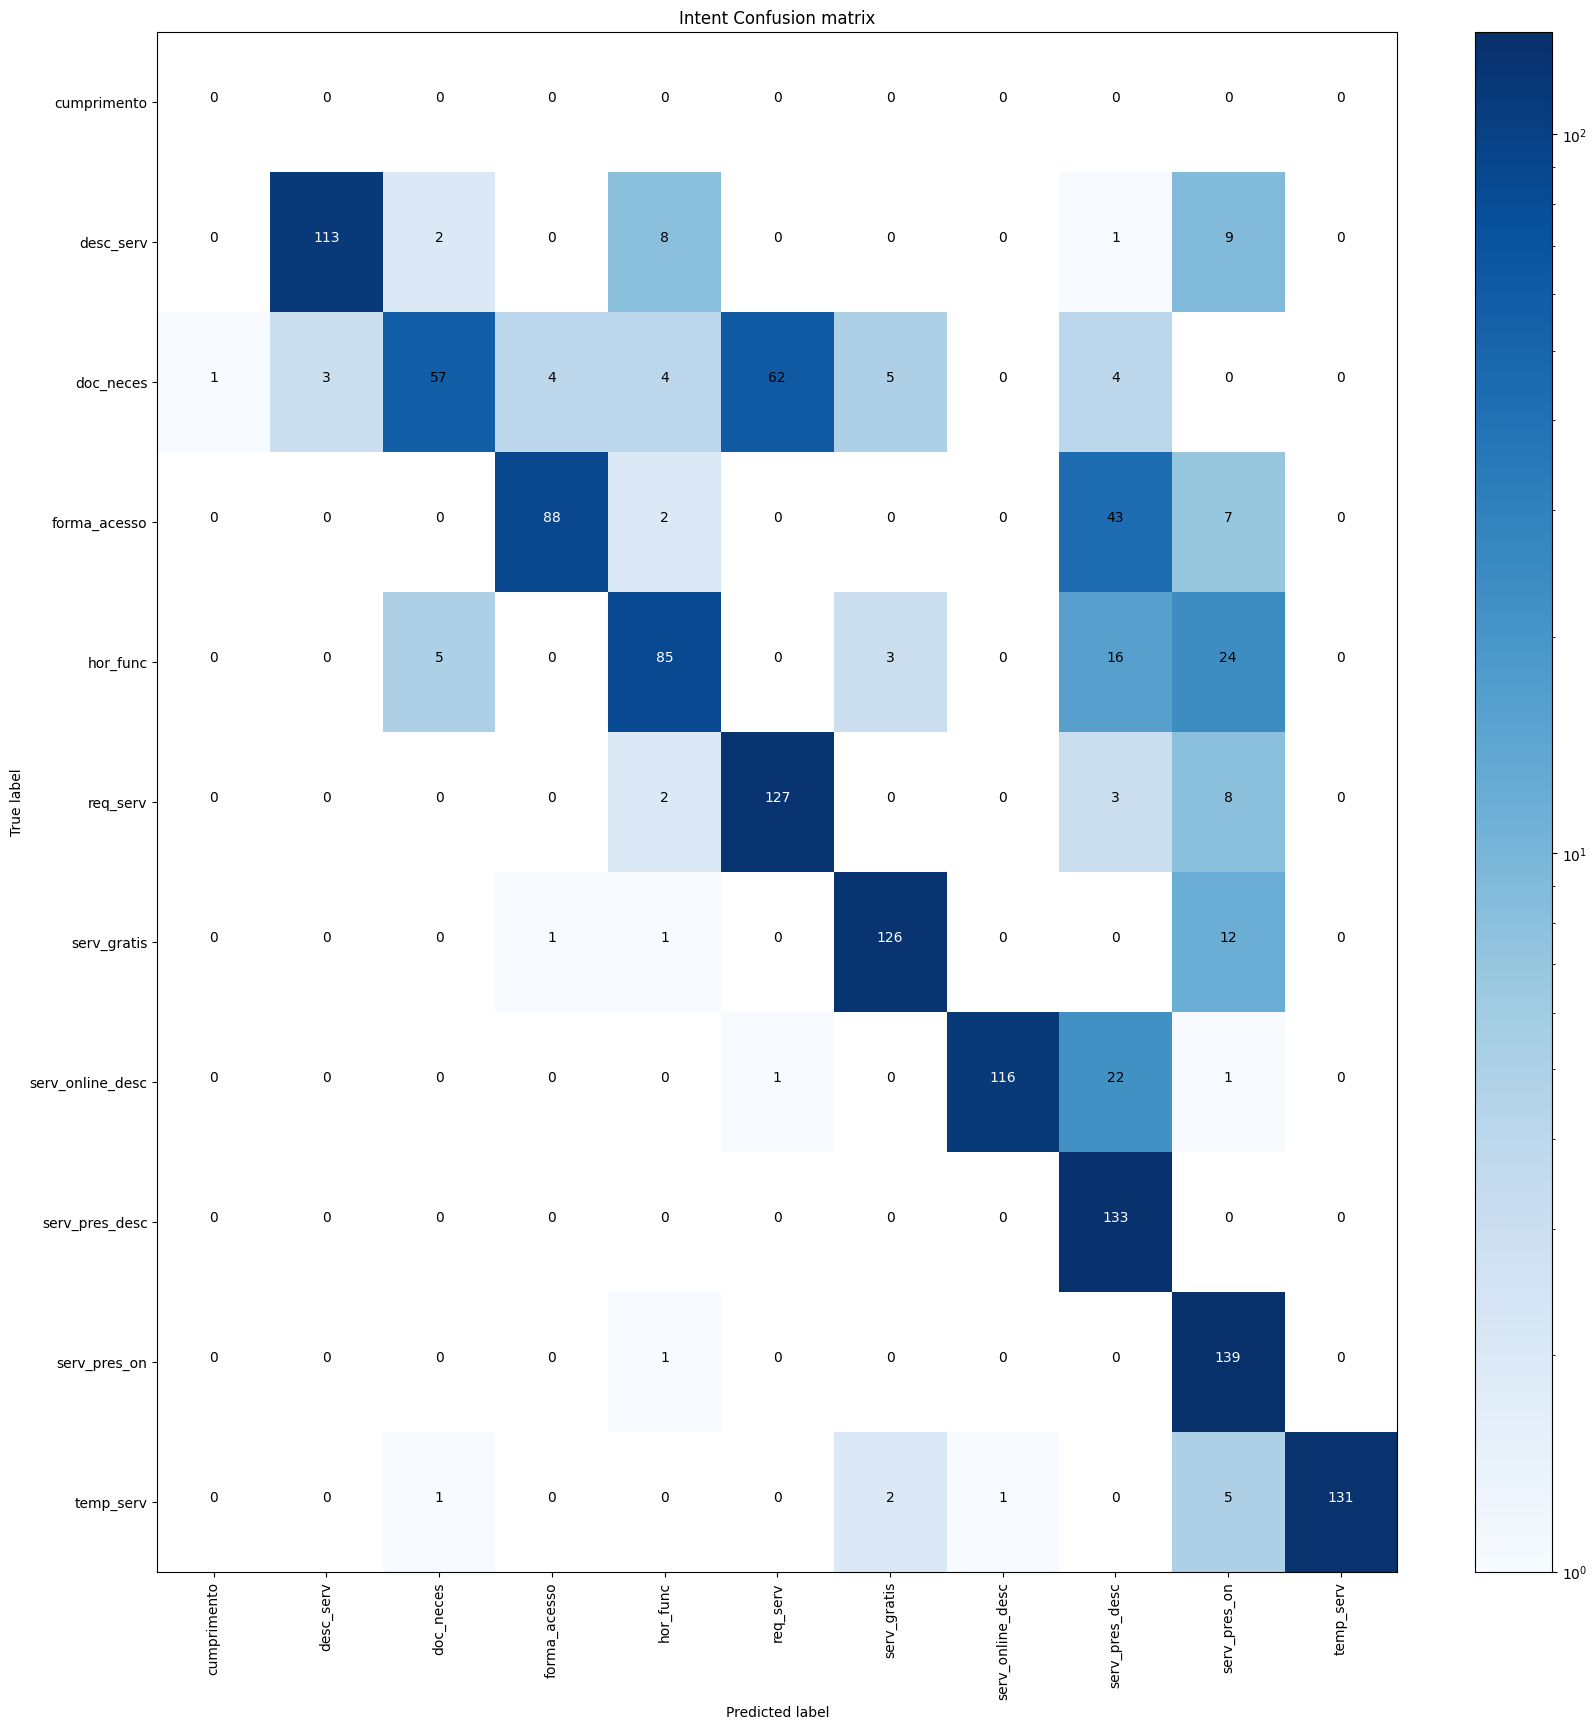 Intent Confusion matrix
cumprimento 0 0 0 0 0 0 0 0 0 0 0
desc_serv 0 113 2 0 8 0 0 0 1 9 0
doc_neces 1 3 57 4 4 62 5 0 4 0 0
forma_acesso 0 0 0 88 2 0 0 0 43 7 0
hor_func 0 0 5 0 85 0 3 0 16 24 0
req_serv 0 0 0 0 2 127 0 0 3 8 0
serv_gratis 0 0 0 1 1 0 126 0 0 12 0
serv_online_desc 0 0 0 0 0 1 0 116 22 1 0
serv_pres_desc 0 0 0 0 0 0 0 0 133 0 0
serv_pres_on 0 0 0 0 1 0 0 0 0 139 0
temp_serv 0 0 1 0 0 0 2 1 0 5 131
True label
cumprimento desc_serv doc_neces forma_acesso hor_func req_serv serv_gratis serv_online_desc serv_pres_desc serv_pres_on temp_serv
Predicted label
10²
10¹
10⁰